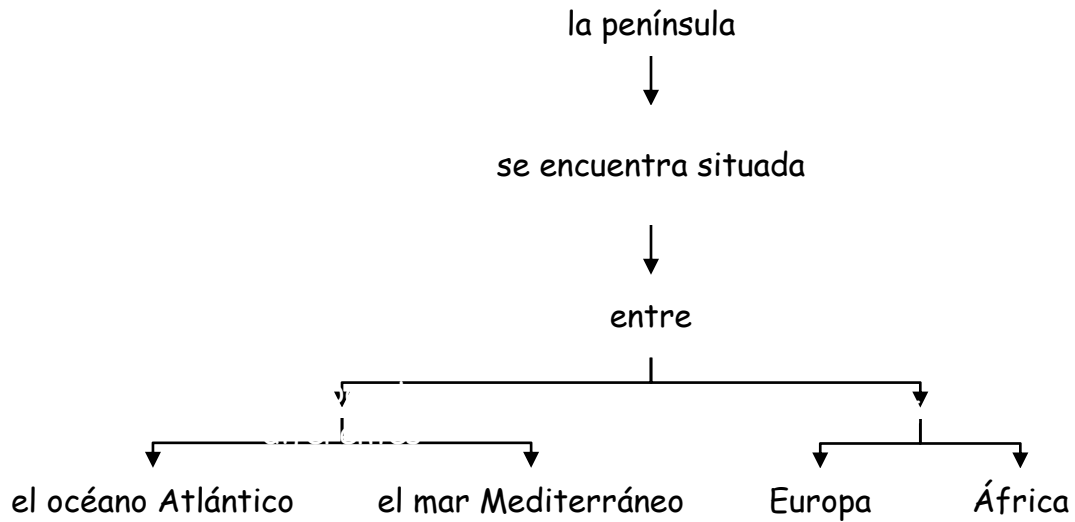 la península
se encuentra situada
entre
el océano Atlántico el mar Mediterráneo Europa África